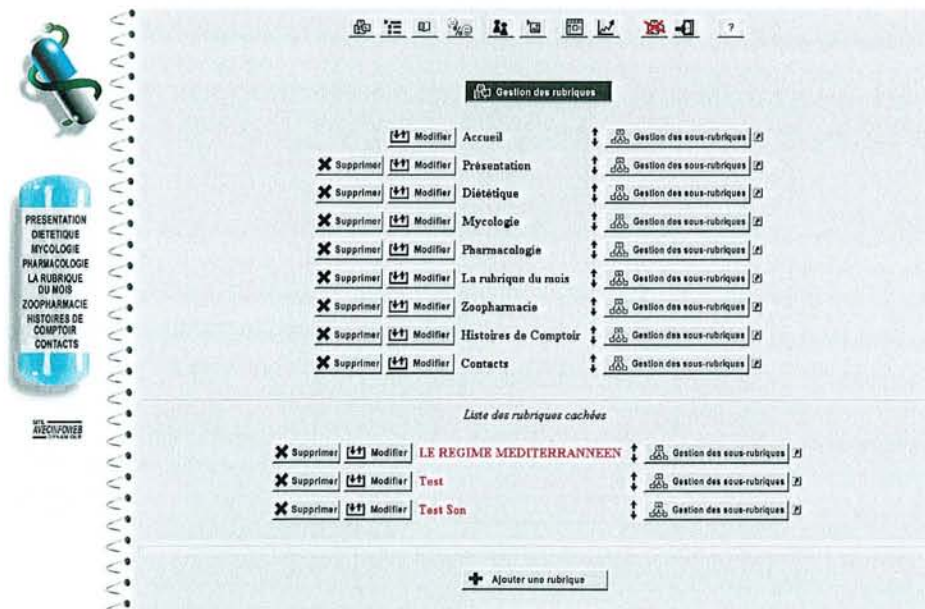 ?
Gestion des rubriques
Modifier Accueil Gestion des sous-rubriques
Supprimer Modifier Présentation Gestion des sous-rubriques
Supprimer Modifier Diététique Gestion des sous-rubriques
Supprimer Modifier Mycologie Gestion des sous-rubriques
Supprimer Modifier Pharmacologie Gestion des sous-rubriques
Supprimer Modifier La rubrique du mois Gestion des sous-rubriques
Supprimer Modifier Zoopharmacie Gestion des sous-rubriques
Supprimer Modifier Histoires de Comptoir Gestion des sous-rubriques
Supprimer Modifier Contacts Gestion des sous-rubriques
Liste des rubriques cachées
Supprimer Modifier LE REGIME MEDITERRANNEEN Gestion des sous-rubriques
Supprimer Modifier Test Gestion des sous-rubriques
Supprimer Modifier Test Son Gestion des sous-rubriques
Ajouter une rubrique
PRESENTATION
DIETETIQUE
MYCOLOGIE
PHARMACOLOGIE
LA RUBRIQUE
DU MOIS
ZOOPHARMACIE
HISTOIRES DE
COMPTOIR
CONTACTS
SITE
AVECINFOWEB